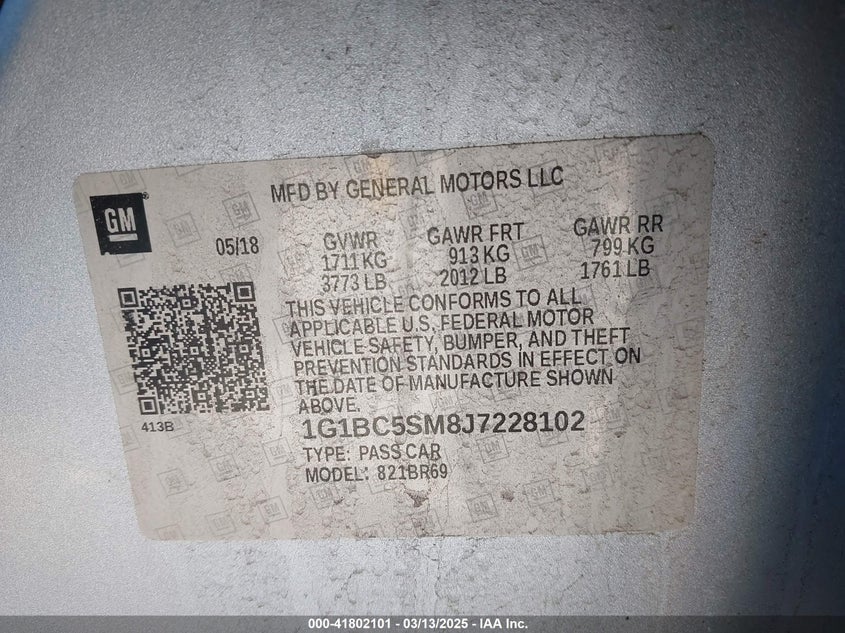 MFD BY GENERAL MOTORS LLC
GM
05/18
GVWR
1711 KG
3773 LB
GAWR FRT
913 KG
2012 LB
GAWR RR
799 KG
1761 LB
THIS VEHICLE CONFORMS TO ALL
APPLICABLE U.S. FEDERAL MOTOR
VEHICLE SAFETY, BUMPER, AND THEFT
PREVENTION STANDARDS IN EFFECT ON
THE DATE OF MANUFACTURE SHOWN
ABOVE.
413B
1G1BC5SM8J7228102
TYPE: PASS CAR
MODEL: 821BR69
000-41802101 - 03/13/2025 - IAA Inc.